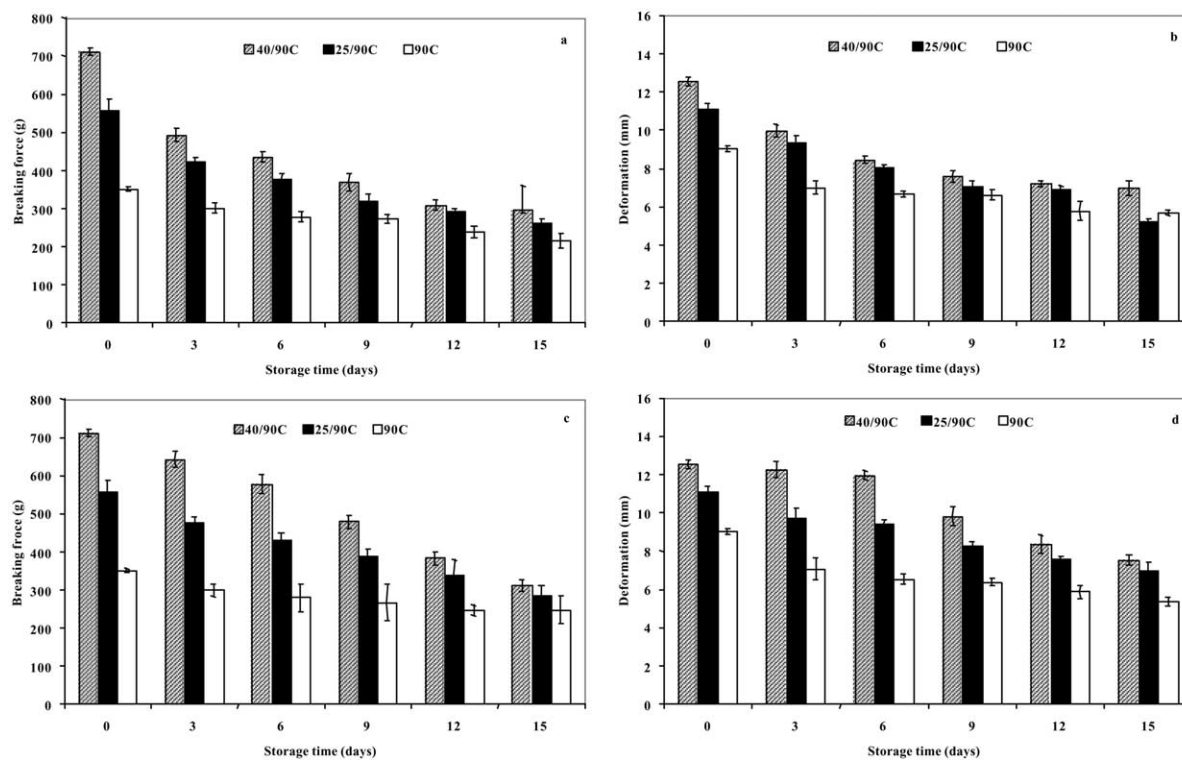 800
700
600
500
400
300
200
100
0
Breaking force (g)
a
40/90C 25/90C 90C
0 3 6 9 12 15
Storage time (days)
16
14
12
10
8
6
4
2
0
Deformation (mm)
b
40/90C 25/90C 90C
0 3 6 9 12 15
Storage time (days)
800
700
600
500
400
300
200
100
0
Breaking froce (g)
c
40/90C 25/90C 90C
0 3 6 9 12 15
Storage time (days)
16
14
12
10
8
6
4
2
0
Deformation (mm)
d
40/90C 25/90C 90C
0 3 6 9 12 15
Storage time (days)